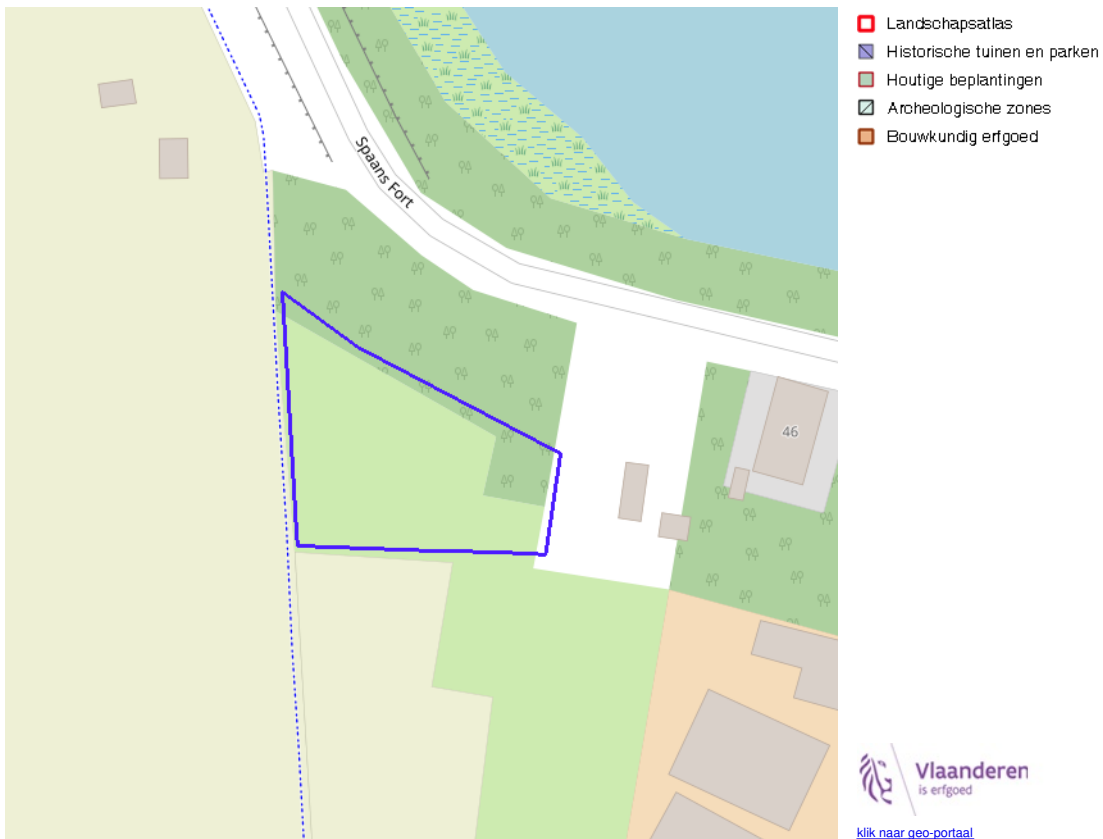 Landschapsatlas
Historische tuinen en parken
Houtige beplantingen
Archeologische zones
Bouwkundig erfgoed
Spaans Fort
46
Vlaanderen
is erfgoed
klik naar geo-portaal